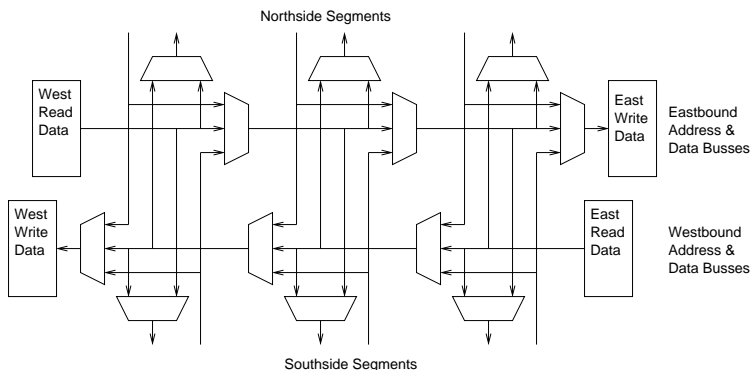 Northside Segments
West
Read
Data
East
Write
Data
Eastbound
Address &
Data Busses
West
Write
Data
East
Read
Data
Westbound
Address &
Data Busses
Southside Segments